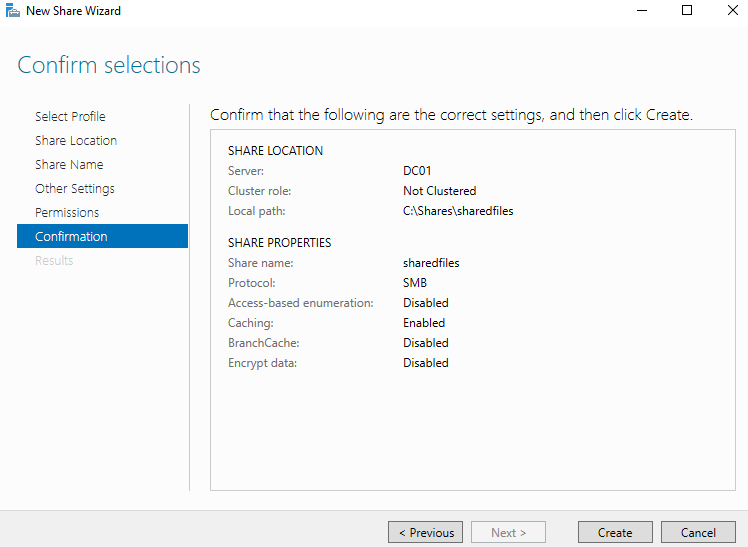 New Share Wizard
Confirm selections
Select Profile
Share Location
Share Name
Other Settings
Permissions
Confirmation
Results
Confirm that the following are the correct settings, and then click Create.
SHARE LOCATION
Server: DC01
Cluster role: Not Clustered
Local path: C:\Shares\sharedfiles
SHARE PROPERTIES
Share name: sharedfiles
Protocol: SMB
Access-based enumeration: Disabled
Caching: Enabled
BranchCache: Disabled
Encrypt data: Disabled
< Previous Next > Create Cancel